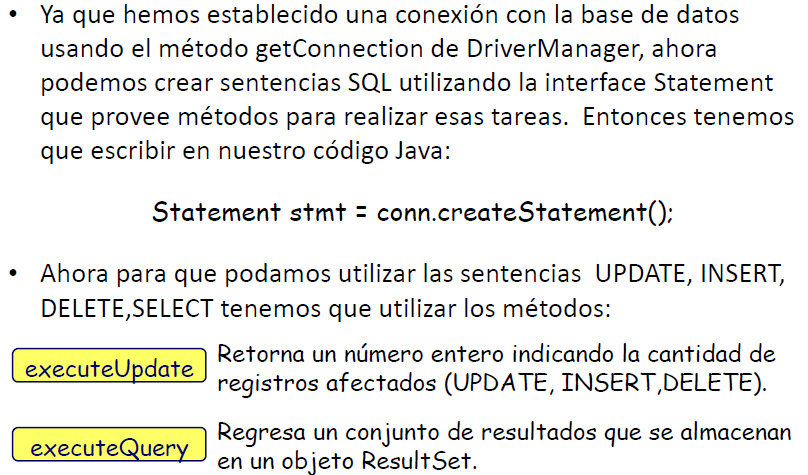 • Ya que hemos establecido una conexión con la base de datos
usando el método getConnection de DriverManager, ahora
podemos crear sentencias SQL utilizando la interface Statement
que provee métodos para realizar esas tareas.  Entonces tenemos
que escribir en nuestro código Java:
Statement stmt = conn.createStatement();
• Ahora para que podamos utilizar las sentencias  UPDATE, INSERT,
DELETE,SELECT tenemos que utilizar los métodos:
executeUpdate
Retorna un número entero indicando la cantidad de
registros afectados (UPDATE, INSERT,DELETE).
executeQuery
Regresa un conjunto de resultados que se almacenan
en un objeto ResultSet.